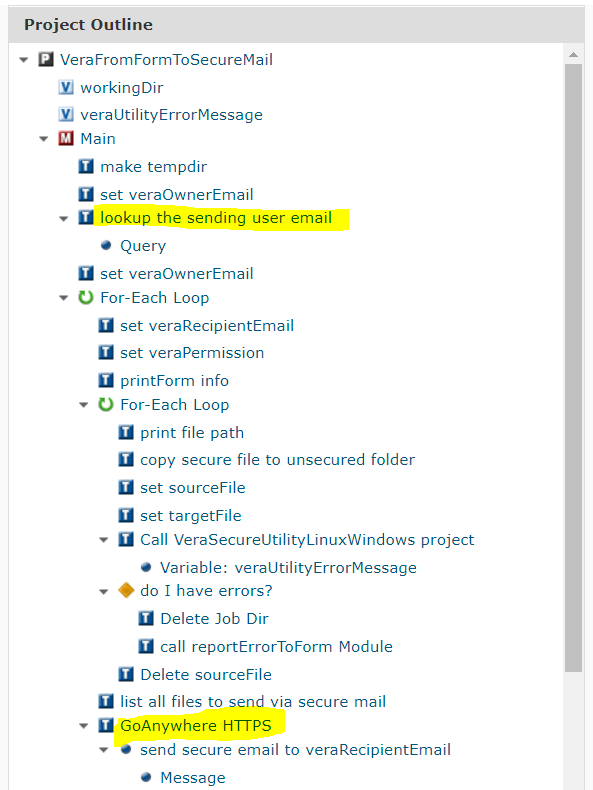 Project Outline
P VeraFromFormToSecureMail
V workingDir
V veraUtilityErrorMessage
M Main
T make tempdir
T set veraOwnerEmail
T lookup the sending user email
Query
T set veraOwnerEmail
For-Each Loop
T set veraRecipientEmail
T set veraPermission
T printForm info
For-Each Loop
T print file path
T copy secure file to unsecured folder
T set sourceFile
T set targetFile
T Call VeraSecureUtilityLinuxWindows project
Variable: veraUtilityErrorMessage
do I have errors?
T Delete Job Dir
T call reportErrorToForm Module
T Delete sourceFile
T list all files to send via secure mail
T GoAnywhere HTTPS
send secure email to veraRecipientEmail
Message